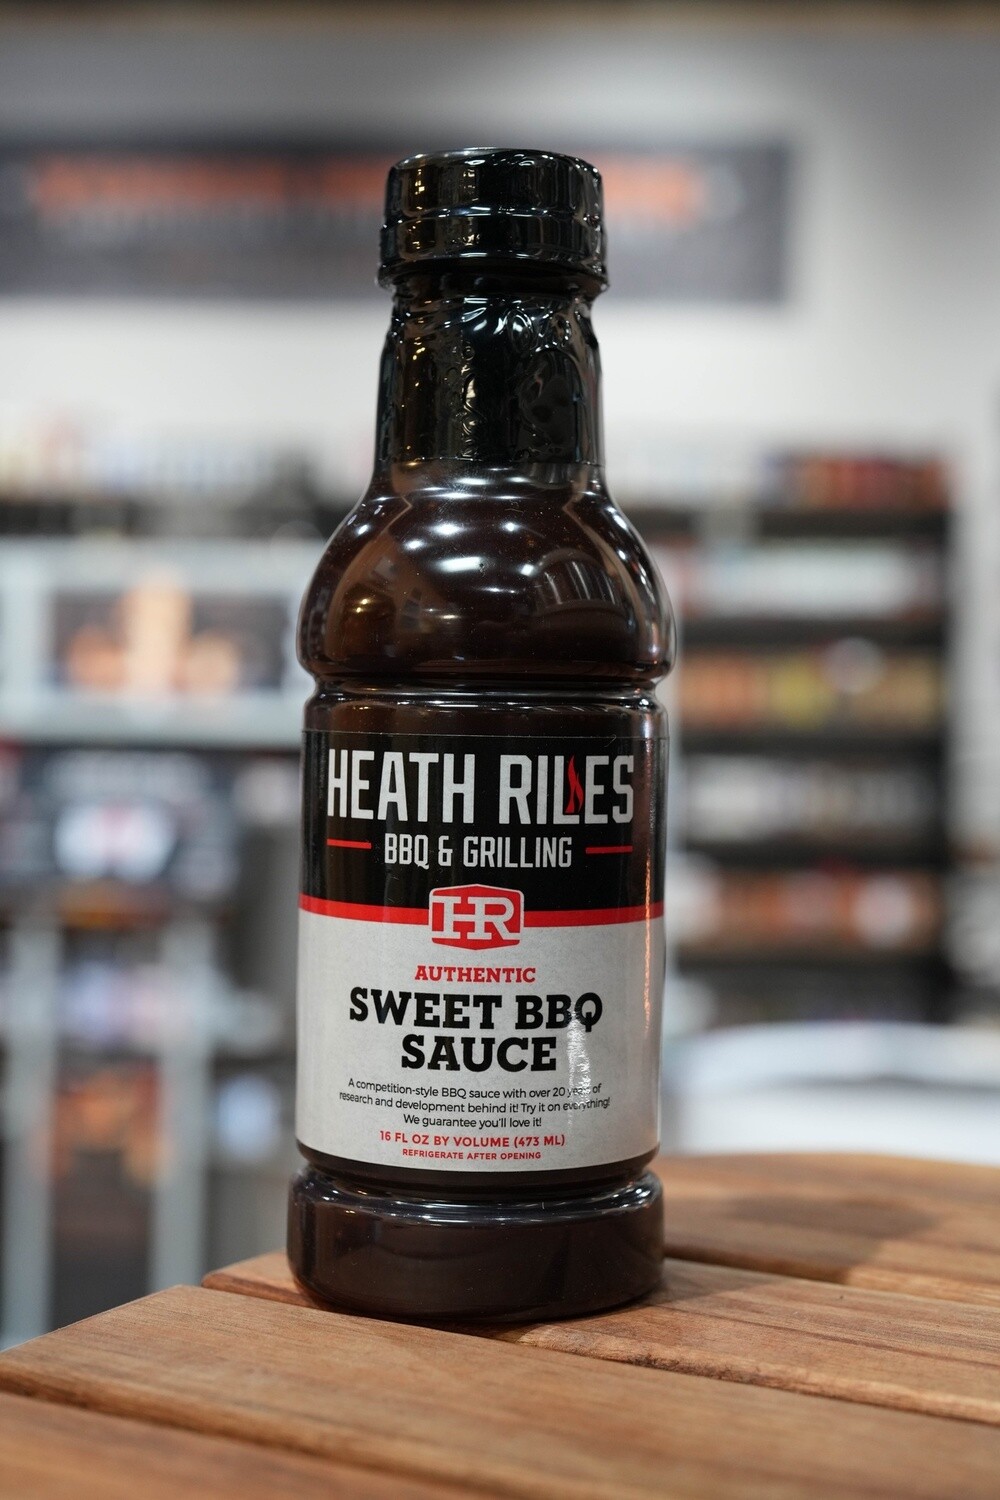 HEATH RILES
BBQ & GRILLING
HR
AUTHENTIC
SWEET BBQ
SAUCE
A competition-style BBQ sauce with over 20 years of
research and development behind it! Try it on everything!
We guarantee you'll love it!
16 FL OZ BY VOLUME (473 ML)
REFRIGERATE AFTER OPENING